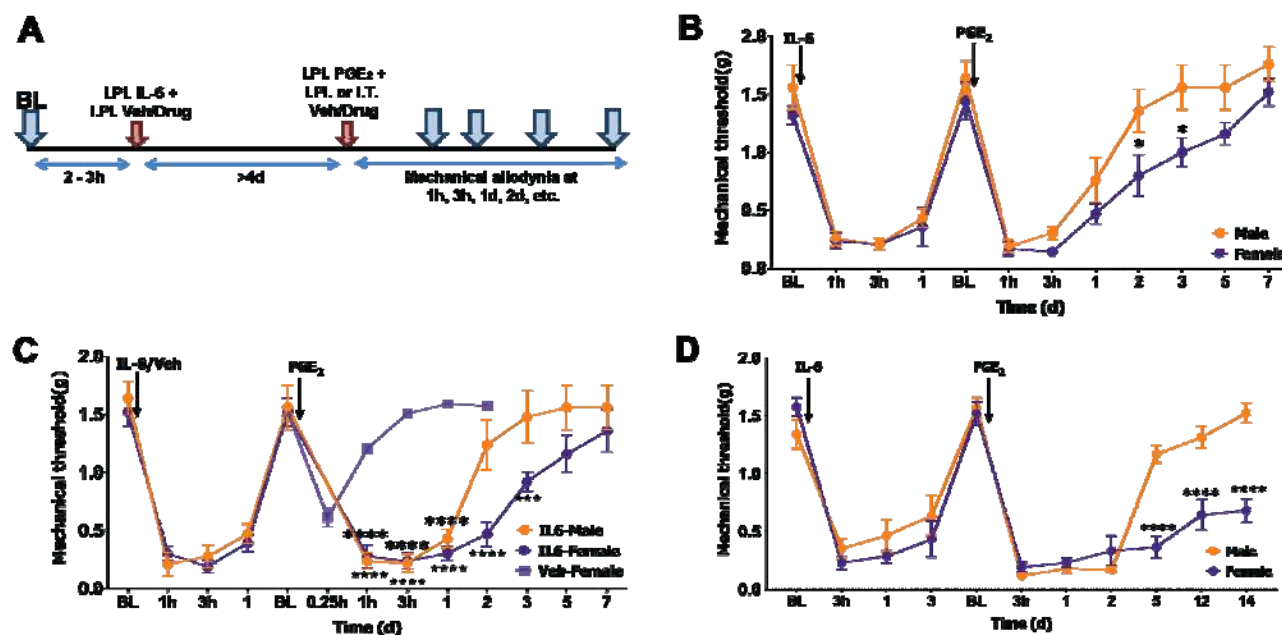 A
BL
I.PL IL-6 +
I.PL Veh/Drug
I.PL PGE₂ +
I.PL or I.T.
Veh/Drug
2 - 3h
>4d
Mechanical allodynia at
1h, 3h, 1d, 2d, etc.
B
Mechanical threshold(g)
2.0
1.5
1.0
0.5
0.0
IL-6
PGE₂
*
*
Male
Female
BL 1h 3h 1 BL 1h 3h 1 2 3 5 7
Time (d)
C
Mechanical threshold(g)
2.0
1.5
1.0
0.5
0.0
IL-6/Veh
PGE₂
**** **** ****
**** **** **** **** ***
IL6-Male
IL6-Female
Veh-Female
BL 1h 3h 1 BL 0.25h 1h 3h 1 2 3 5 7
Time (d)
D
Mechanical threshold(g)
2.0
1.5
1.0
0.5
0.0
IL-6
PGE₂
**** **** ****
Male
Female
BL 3h 1 3 BL 3h 1 2 5 12 14
Time (d)